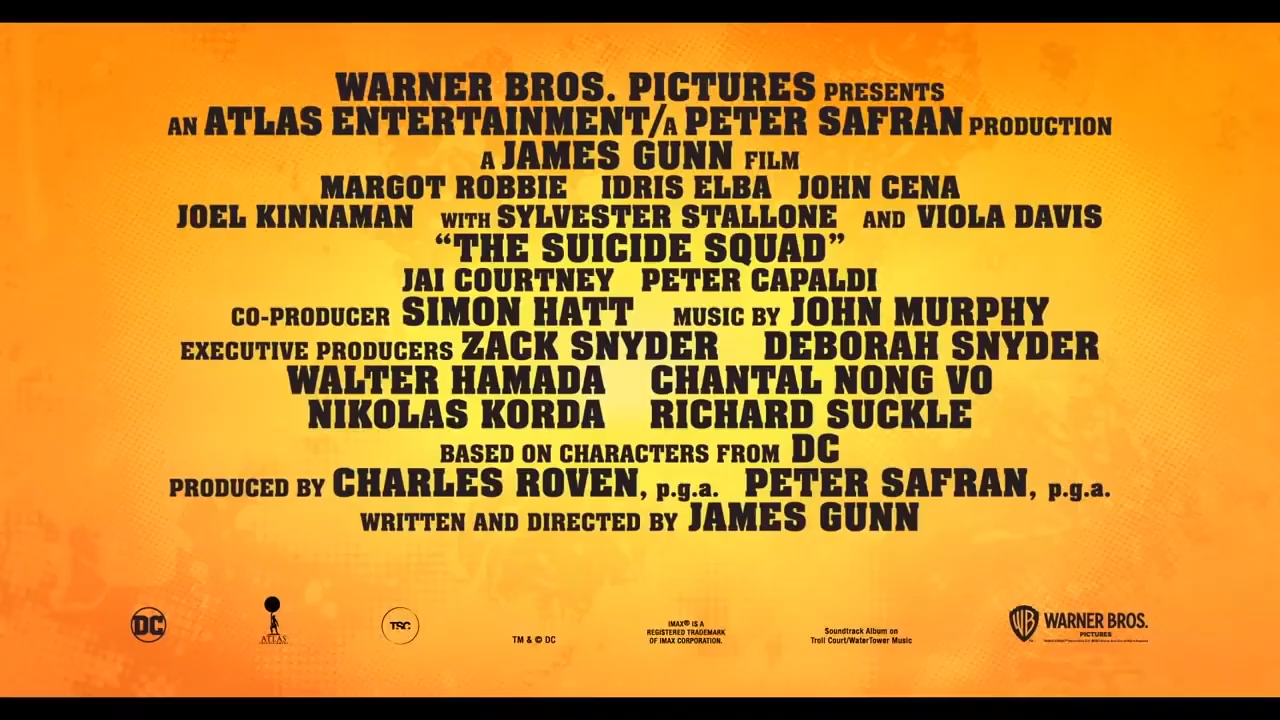 WARNER BROS. PICTURES PRESENTS
AN ATLAS ENTERTAINMENT/A PETER SAFRAN PRODUCTION
A JAMES GUNN FILM
MARGOT ROBBIE IDRIS ELBA JOHN CENA
JOEL KINNAMAN WITH SYLVESTER STALLONE AND VIOLA DAVIS
“THE SUICIDE SQUAD”
JAI COURTNEY PETER CAPALDI
CO-PRODUCER SIMON HATT MUSIC BY JOHN MURPHY
EXECUTIVE PRODUCERS ZACK SNYDER DEBORAH SNYDER
WALTER HAMADA CHANTAL NONG VO
NIKOLAS KORDA RICHARD SUCKLE
BASED ON CHARACTERS FROM DC
PRODUCED BY CHARLES ROVEN, p.g.a. PETER SAFRAN, p.g.a.
WRITTEN AND DIRECTED BY JAMES GUNN
DC
ATLAS
TSC
TM & © DC
IMAX® IS A
REGISTERED TRADEMARK
OF IMAX CORPORATION.
Soundtrack Album on
Troll Court/WaterTower Music
WB WARNER BROS.
PICTURES